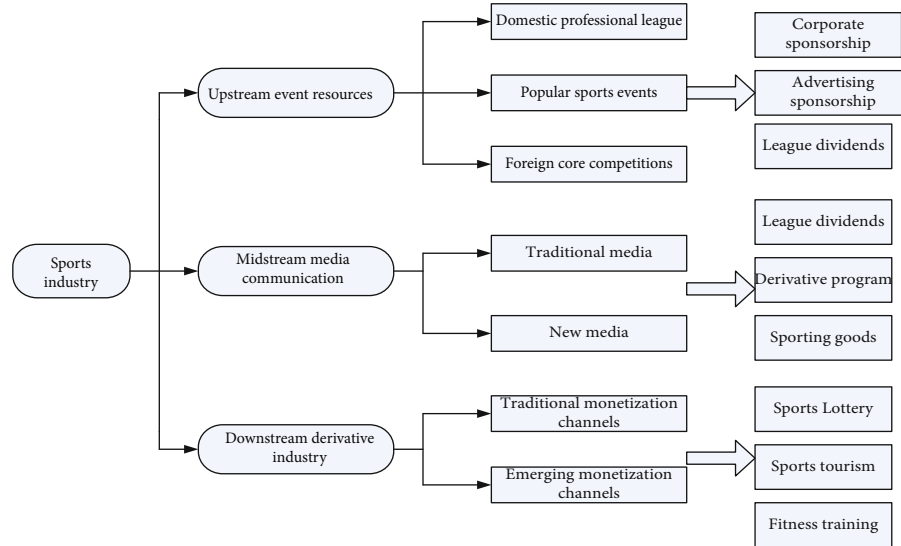 Domestic professional league
Corporate
sponsorship
Upstream event resources
Popular sports events
Advertising
sponsorship
Foreign core competitions
League dividends
League dividends
Sports
industry
Midstream media
communication
Traditional media
Derivative program
New media
Sporting goods
Traditional monetization
channels
Sports Lottery
Downstream derivative
industry
Emerging monetization
channels
Sports tourism
Fitness training